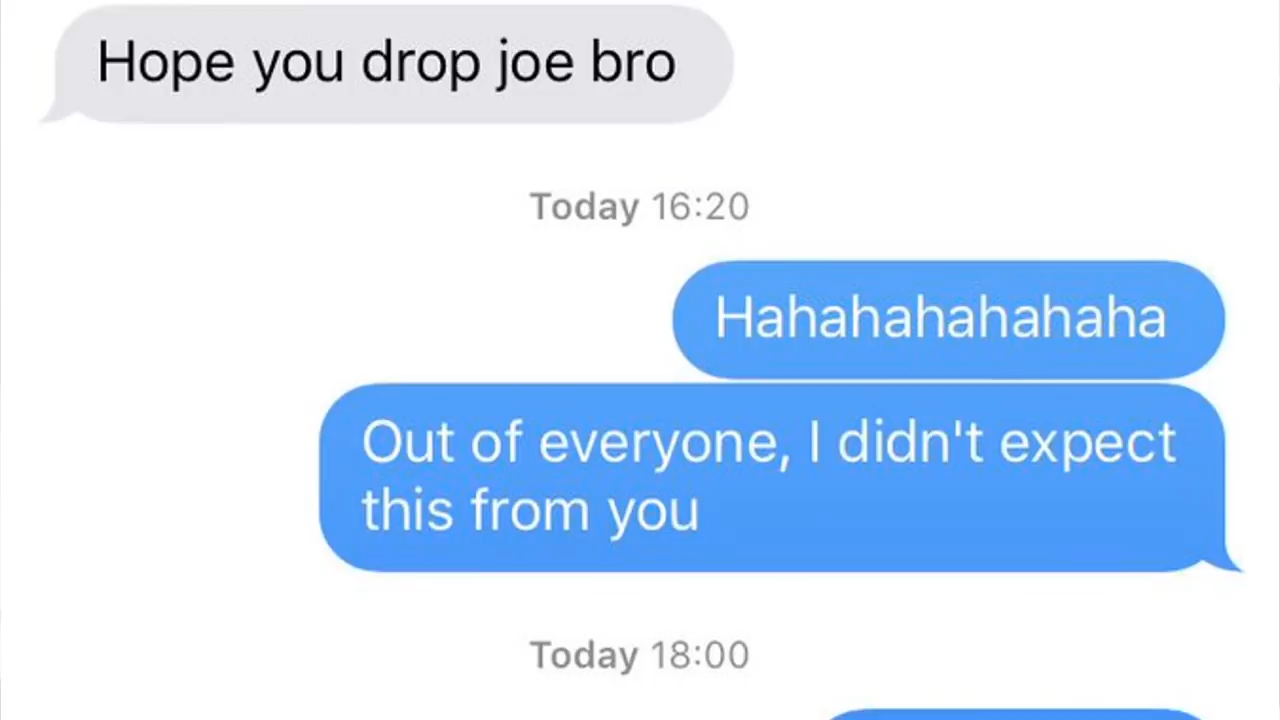 Hope you drop joe bro
Today 16:20
Hahahahahahaha
Out of everyone, I didn't expect
this from you
Today 18:00